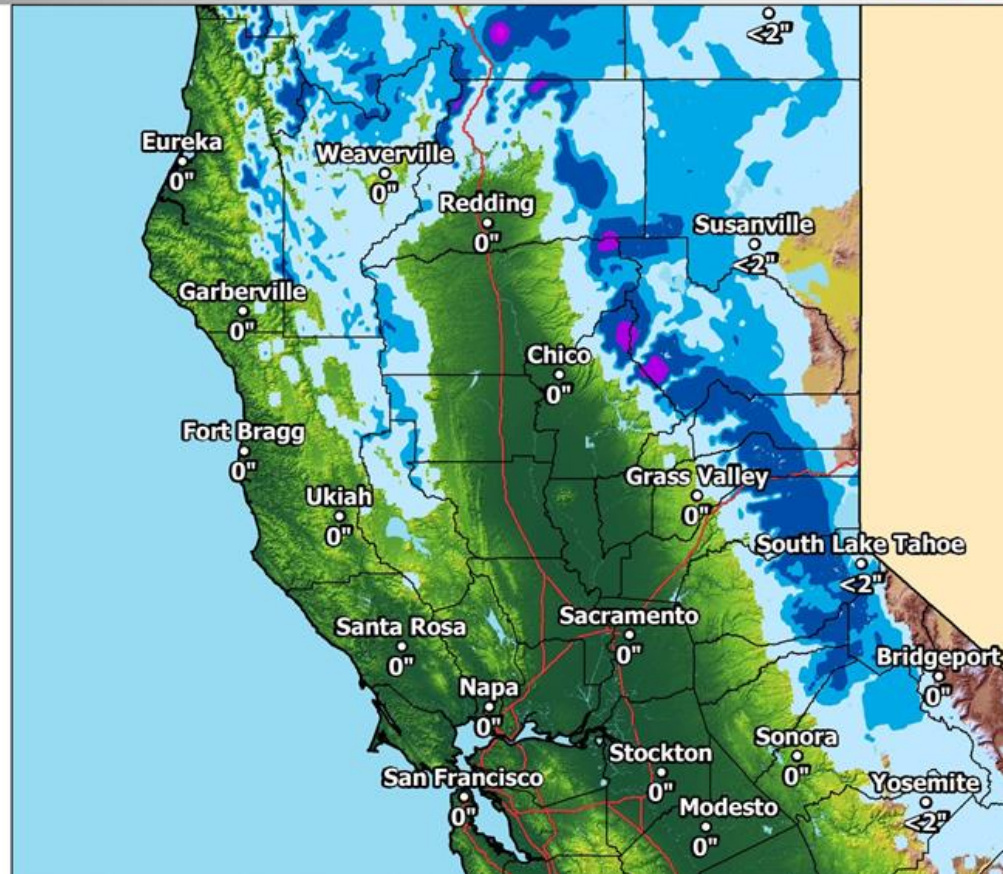 <2"
Eureka
0"
Weaverville
0"
Redding
0"
Susanville
<2"
Garberville
0"
Chico
0"
Fort Bragg
0"
Ukiah
0"
Grass Valley
0"
South Lake Tahoe
<2"
Santa Rosa
0"
Sacramento
0"
Bridgeport
0"
Napa
0"
Stockton
0"
Sonora
0"
San Francisco
0"
Modesto
0"
Yosemite
<2"